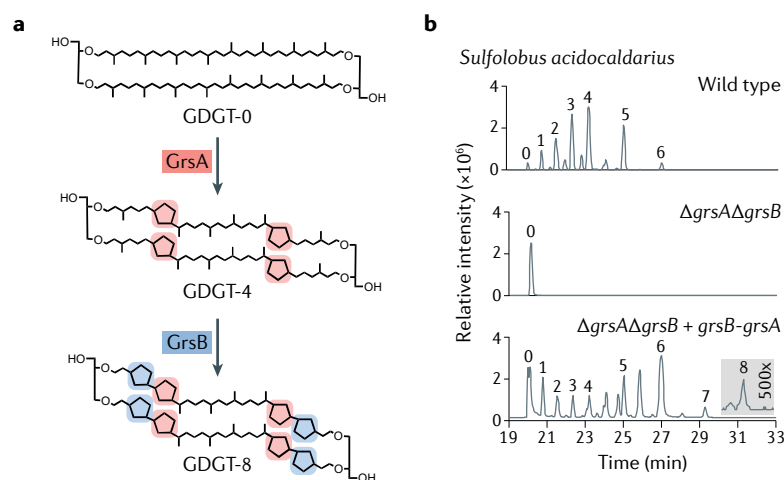 a
HO
O
O
O
O
OH
GDGT-0
GrsA
HO
O
O
O
O
OH
GDGT-4
GrsB
HO
O
O
O
O
OH
GDGT-8
b
Sulfolobus acidocaldarius
Wild type
4
2
0
0
1
2
3
4
5
6
ΔgrsAΔgrsB
4
2
0
0
Relative intensity (×10⁶)
ΔgrsAΔgrsB + grsB-grsA
4
2
0
0
1
2
3
4
5
6
7
8
500x
19 21 23 25 27 29 31 33
Time (min)